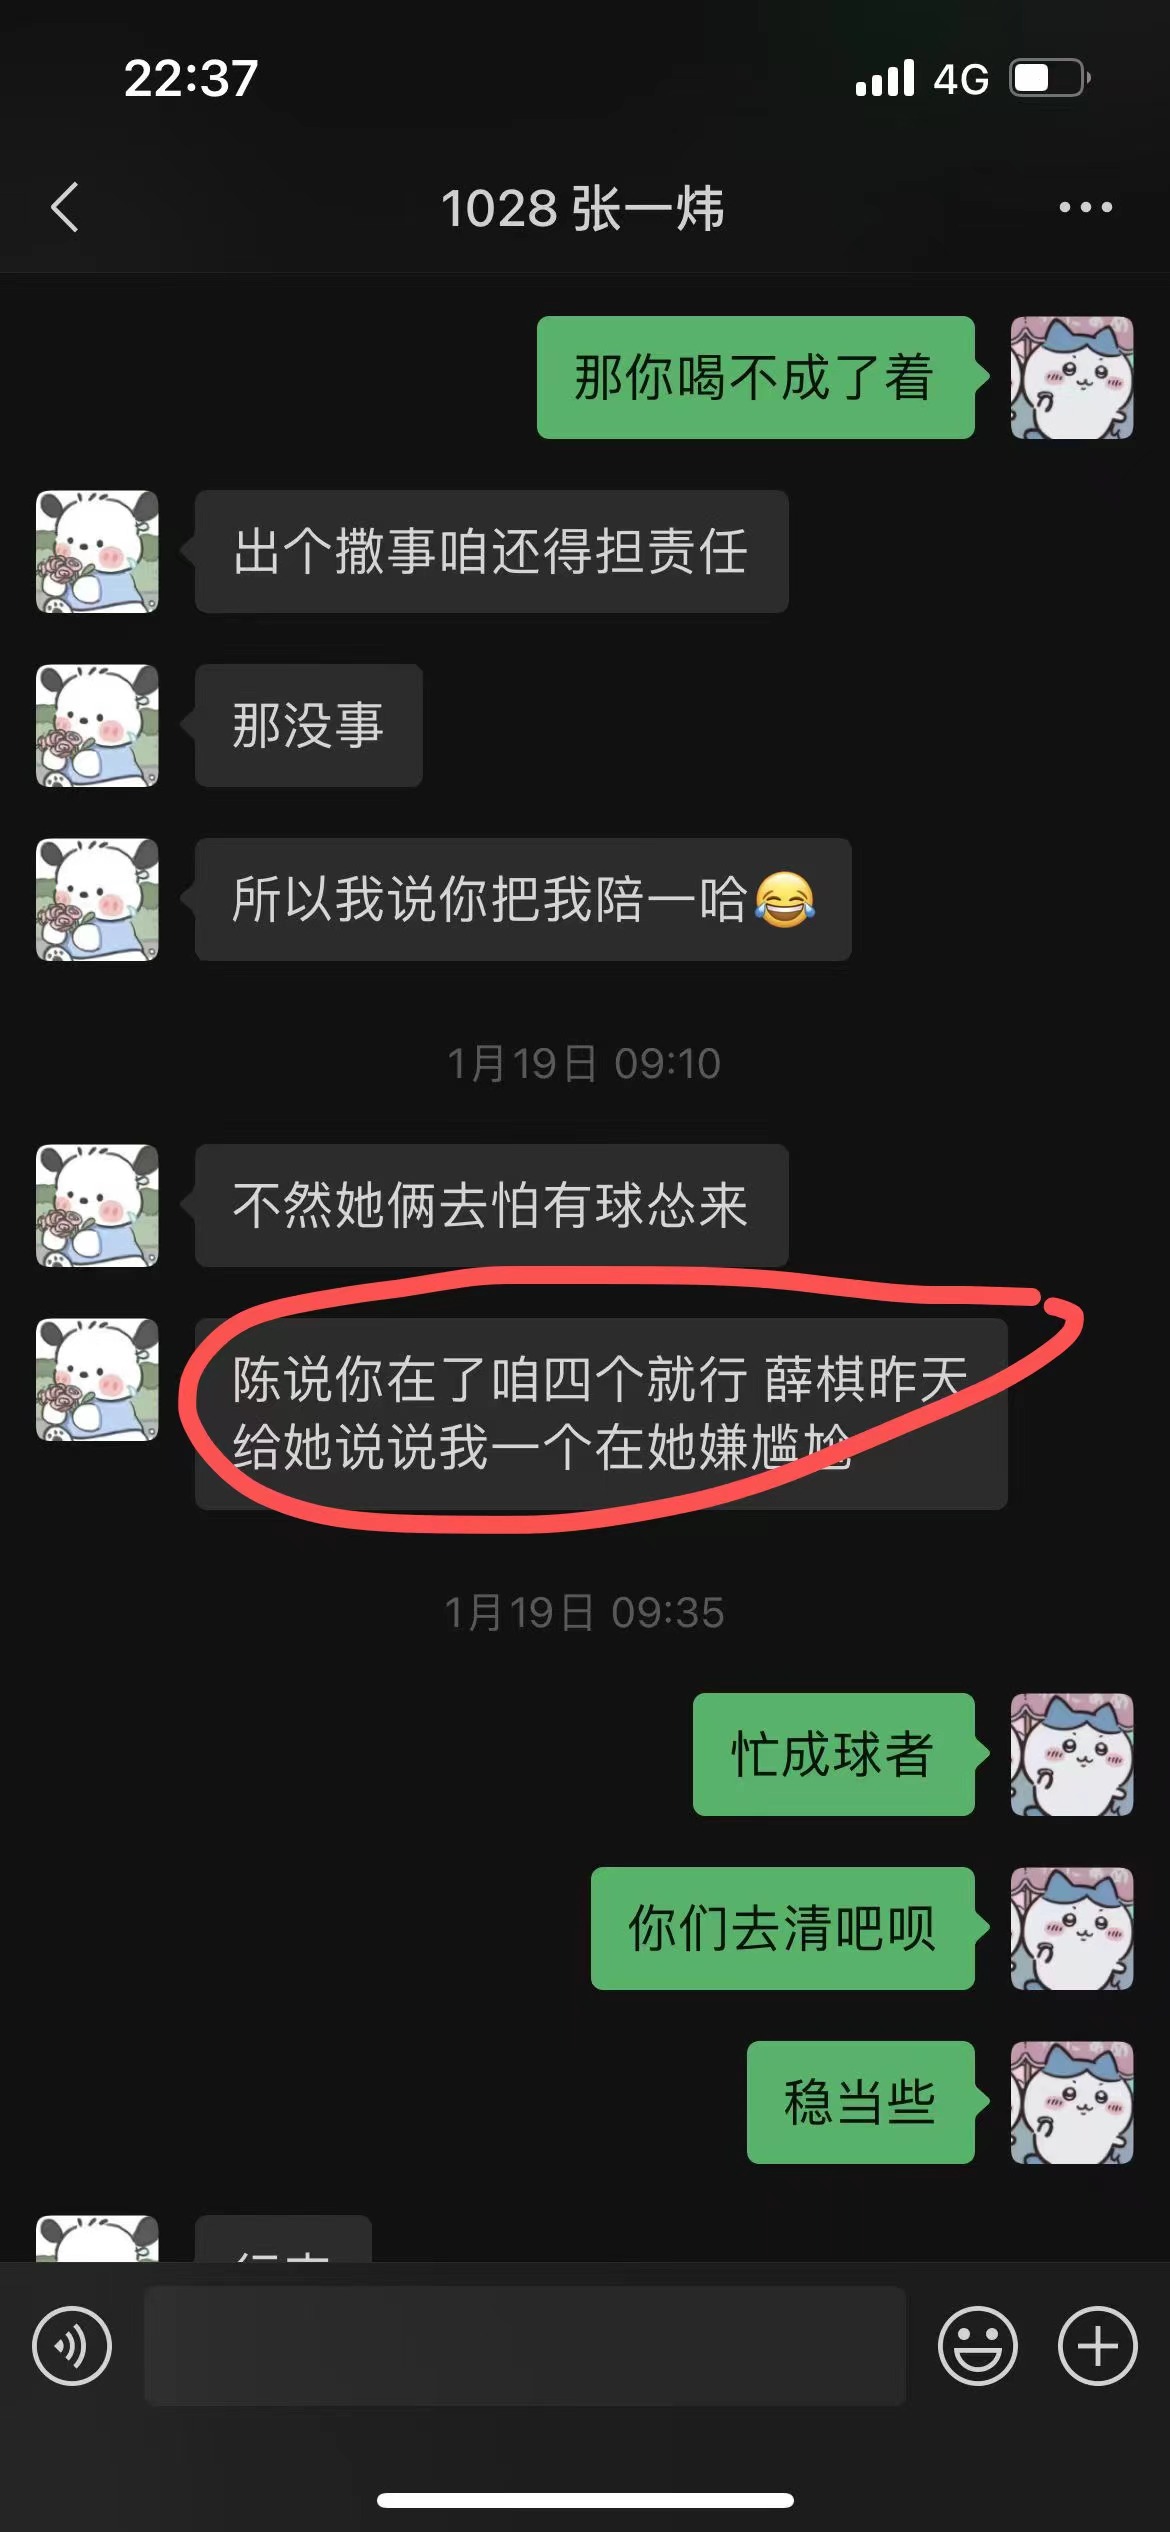 22:37
4G
1028 张一炜
那你喝不成了着
出个撒事咱还得担责任
那没事
所以我说你把我陪一哈😂
1月19日 09:10
不然她俩去怕有球怂来
陈说你在了咱四个就行 薛棋昨天
给她说说我一个在她嫌尴尬
1月19日 09:35
忙成球者
你们去清吧呗
稳当些